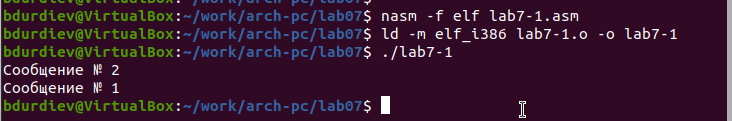 bdurdiev@VirtualBox:~/work/arch-pc/lab07$ nasm -f elf lab7-1.asm
bdurdiev@VirtualBox:~/work/arch-pc/lab07$ ld -m elf_i386 lab7-1.o -o lab7-1
bdurdiev@VirtualBox:~/work/arch-pc/lab07$ ./lab7-1
Сообщение № 2
Сообщение № 1
bdurdiev@VirtualBox:~/work/arch-pc/lab07$